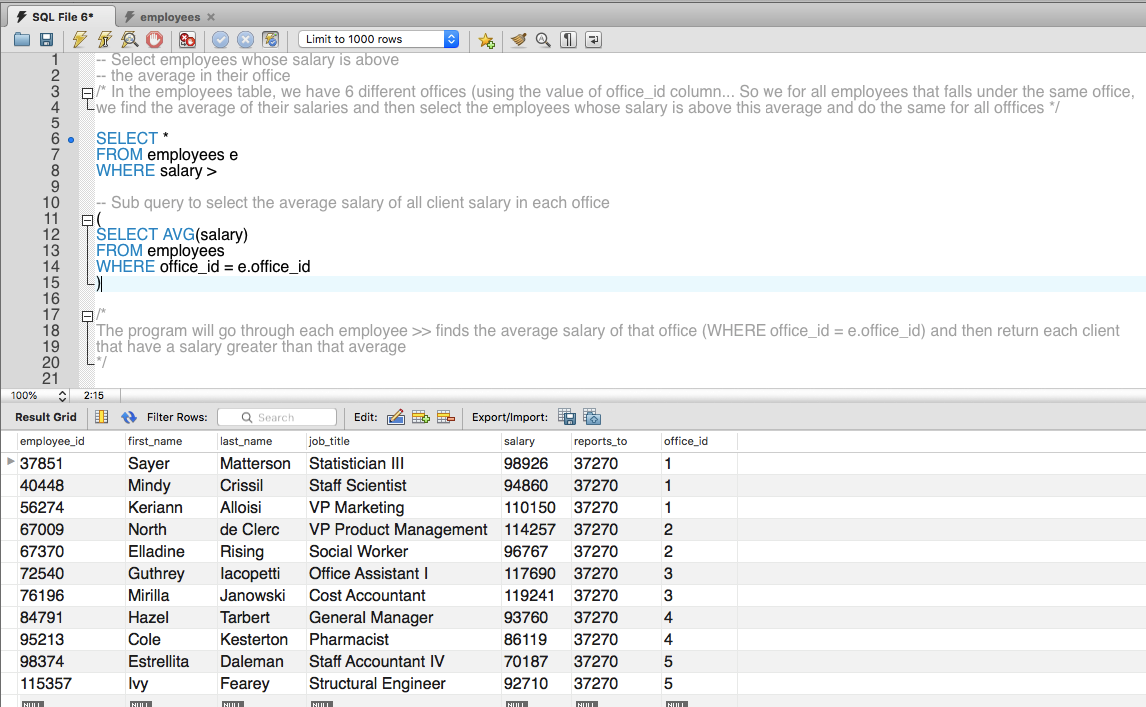 SQL File 6*
employees
Limit to 1000 rows
1 -- Select employees whose salary is above
2 -- the average in their office
3 /* In the employees table, we have 6 different offices (using the value of office_id column... So we for all employees that falls under the same office,
4 we find the average of their salaries and then select the employees whose salary is above this average and do the same for all offfices */
5
6 SELECT *
7 FROM employees e
8 WHERE salary >
9
10 -- Sub query to select the average salary of all client salary in each office
11 (
12 SELECT AVG(salary)
13 FROM employees
14 WHERE office_id = e.office_id
15 )
16
17 /*
18 The program will go through each employee >> finds the average salary of that office (WHERE office_id = e.office_id) and then return each client
19 that have a salary greater than that average
20 */
21
100% 2:15
Result Grid Filter Rows: Search Edit: Export/Import:
employee_id first_name last_name job_title salary reports_to office_id
37851 Sayer Matterson Statistician III 98926 37270 1
40448 Mindy Crissil Staff Scientist 94860 37270 1
56274 Keriann Alloisi VP Marketing 110150 37270 1
67009 North de Clerc VP Product Management 114257 37270 2
67370 Elladine Rising Social Worker 96767 37270 2
72540 Guthrey Iacopetti Office Assistant I 117690 37270 3
76196 Mirilla Janowski Cost Accountant 119241 37270 3
84791 Hazel Tarbert General Manager 93760 37270 4
95213 Cole Kesterton Pharmacist 86119 37270 4
98374 Estrellita Daleman Staff Accountant IV 70187 37270 5
115357 Ivy Fearey Structural Engineer 92710 37270 5
NULL NULL NULL NULL NULL NULL NULL